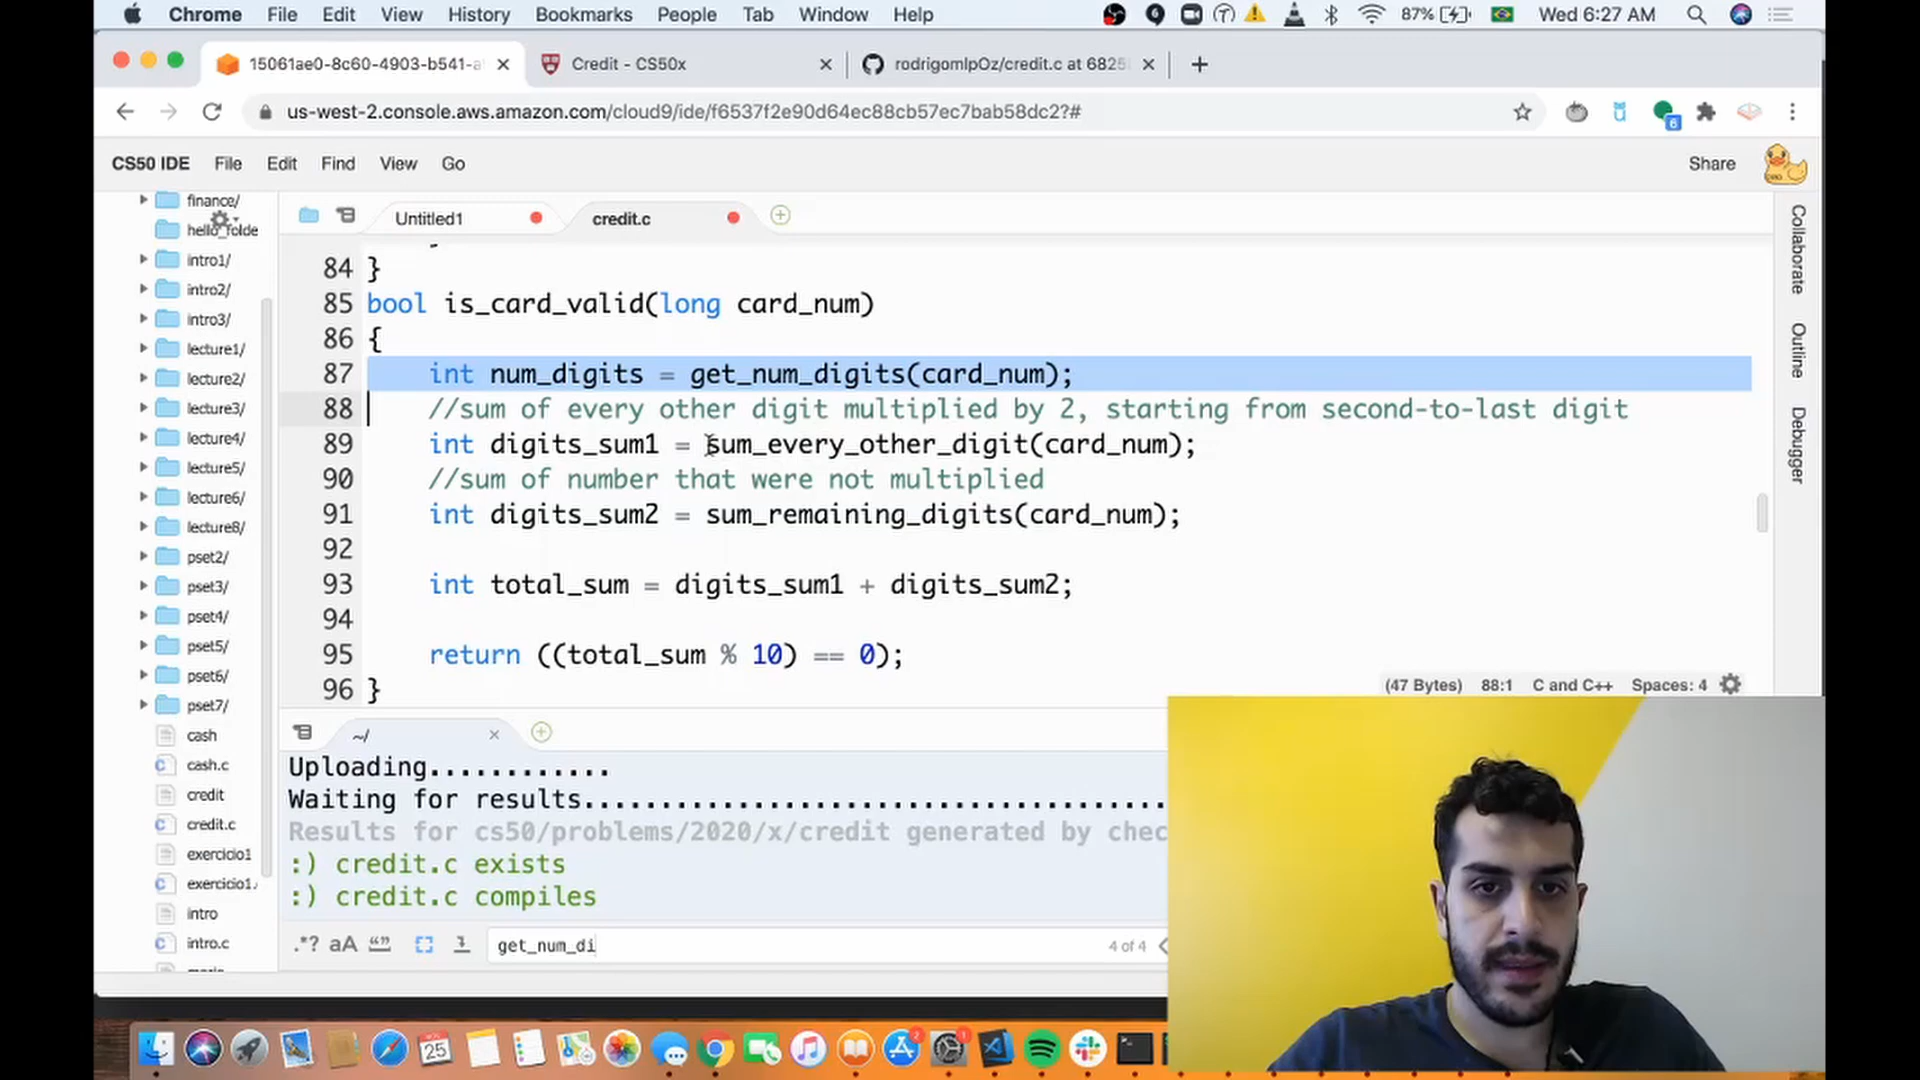 Chrome File Edit View History Bookmarks People Tab Window Help 87% Wed 6:27 AM
15061ae0-8c60-4903-b541-a
Credit - CS50x
rodrigomlpOz/credit.c at 6825
us-west-2.console.aws.amazon.com/cloud9/ide/f6537f2e90d64ec88cb57ec7bab58dc2?#
6
CS50 IDE File Edit Find View Go Share
finance/
hello_folde
intro1/
intro2/
intro3/
lecture1/
lecture2/
lecture3/
lecture4/
lecture5/
lecture6/
lecture8/
pset2/
pset3/
pset4/
pset5/
pset6/
pset7/
cash
cash.c
credit
credit.c
exercicio1
exercicio1.
intro
intro.c
Untitled1
credit.c
84 }
85 bool is_card_valid(long card_num)
86 {
87 int num_digits = get_num_digits(card_num);
88 //sum of every other digit multiplied by 2, starting from second-to-last digit
89 int digits_sum1 = sum_every_other_digit(card_num);
90 //sum of number that were not multiplied
91 int digits_sum2 = sum_remaining_digits(card_num);
92
93 int total_sum = digits_sum1 + digits_sum2;
94
95 return ((total_sum % 10) == 0);
96 }
(47 Bytes) 88:1 C and C++ Spaces: 4
Collaborate
Outline
Debugger
~/
Uploading............
Waiting for results......................................
Results for cs50/problems/2020/x/credit generated by chec
:) credit.c exists
:) credit.c compiles
.*? aA “” get_num_di 4 of 4
25
2
1